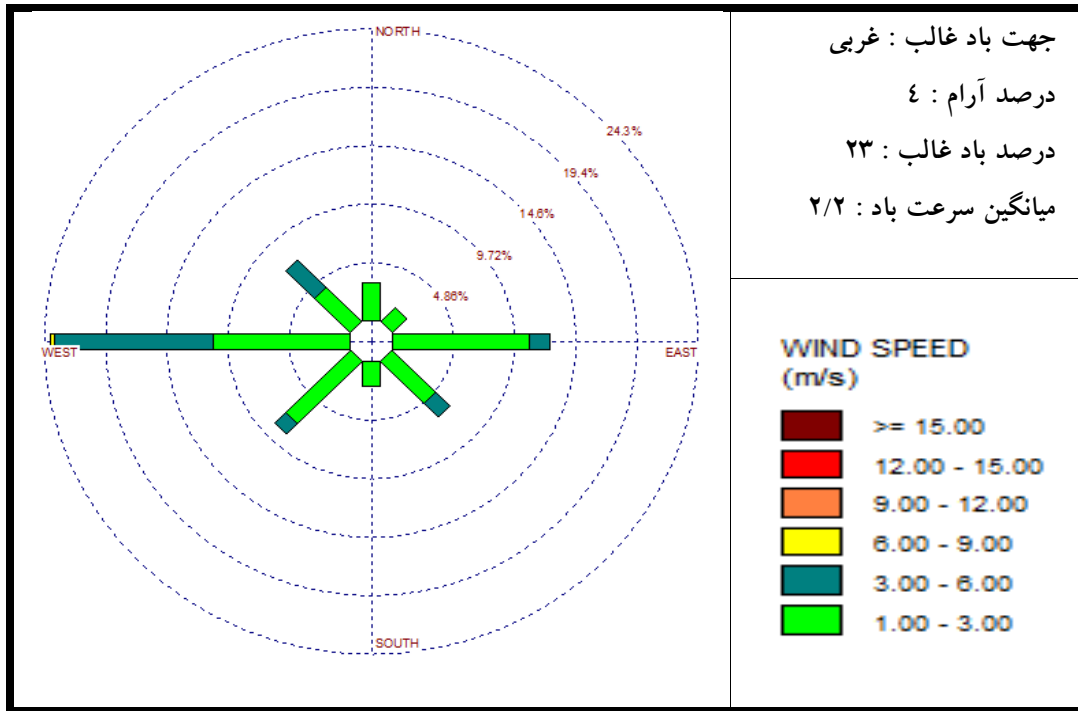 NORTH
24.3%
19.4%
14.6%
9.72%
4.86%
WEST
EAST
SOUTH
جهت باد غالب : غربی
درصد آرام : ٤
درصد باد غالب : ۲۳
میانگین سرعت باد : ۲/۲
WIND SPEED
(m/s)
>= 15.00
12.00 - 15.00
9.00 - 12.00
6.00 - 9.00
3.00 - 6.00
1.00 - 3.00